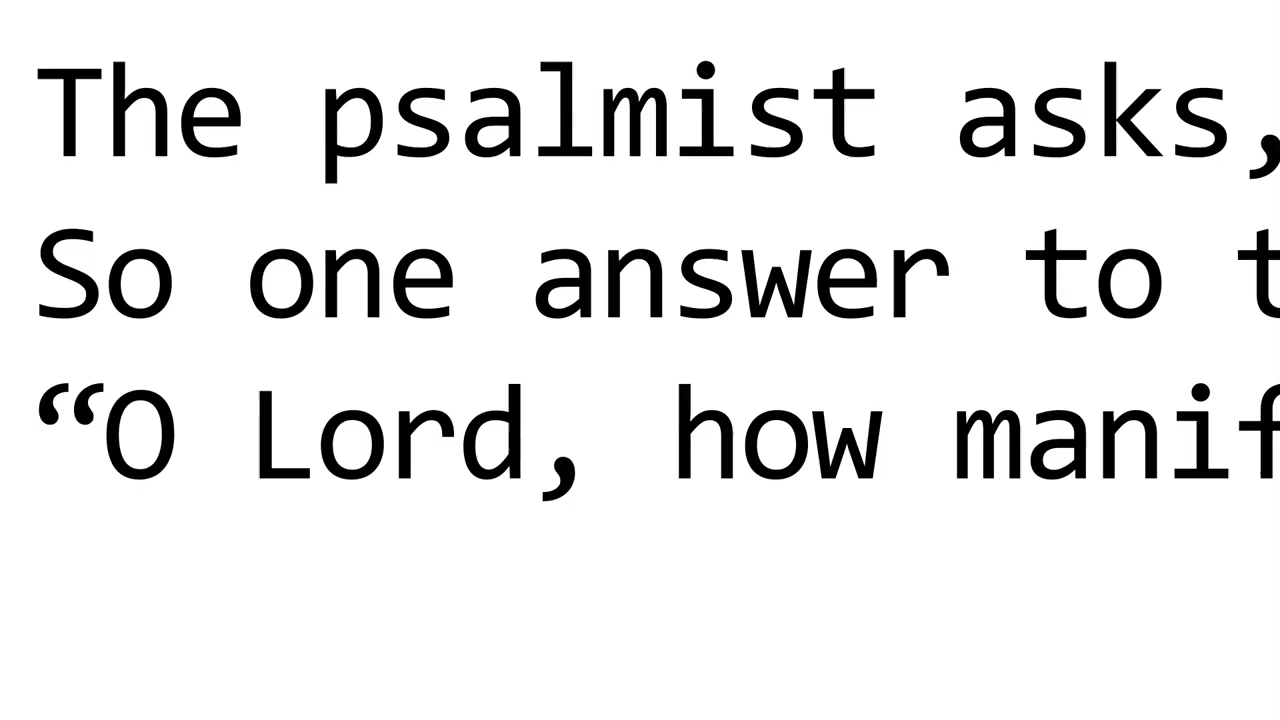 The psalmist asks,
So one answer to
“O Lord, how